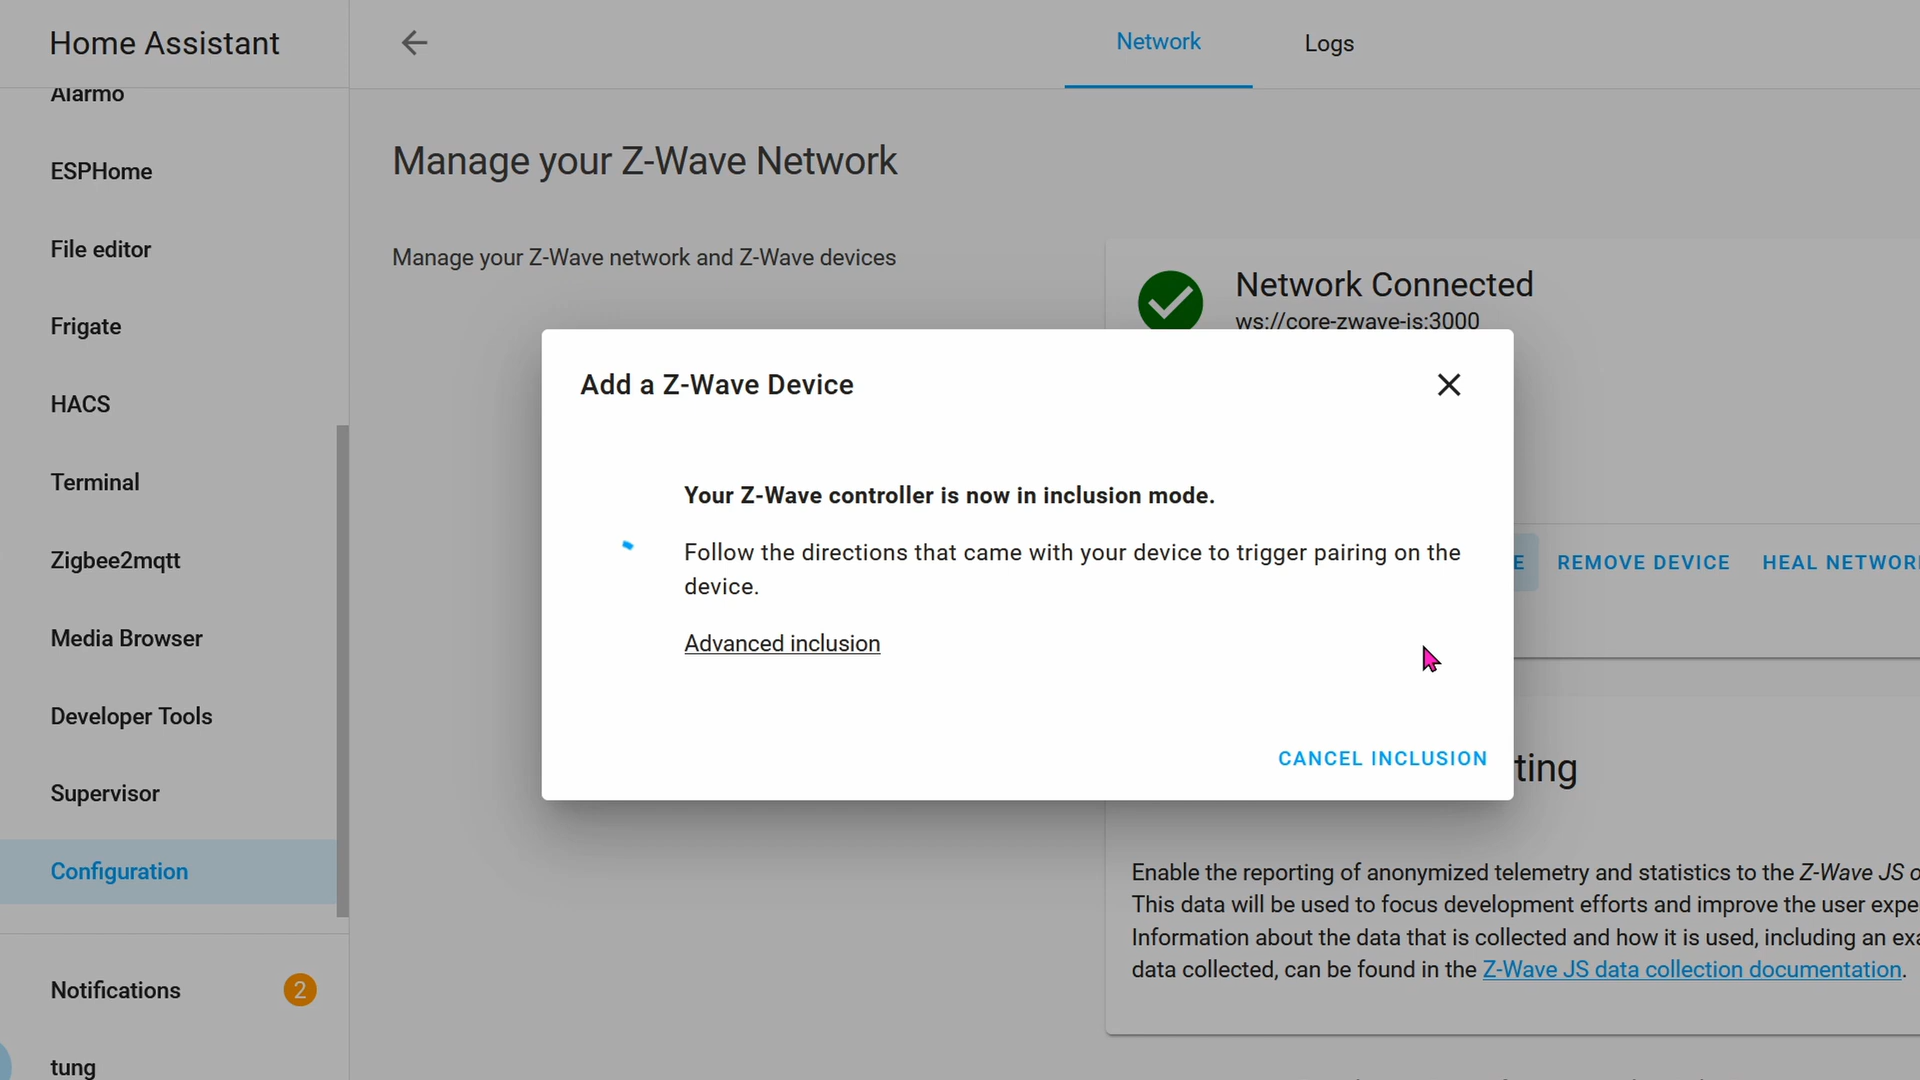 Home Assistant
Network
Logs
Alarmo
ESPHome
File editor
Frigate
HACS
Terminal
Zigbee2mqtt
Media Browser
Developer Tools
Supervisor
Configuration
Notifications
2
tung
Manage your Z-Wave Network
Manage your Z-Wave network and Z-Wave devices
Network Connected
ws://core-zwave-js:3000
Add a Z-Wave Device
Your Z-Wave controller is now in inclusion mode.
Follow the directions that came with your device to trigger pairing on the
device.
Advanced inclusion
CANCEL INCLUSION
E REMOVE DEVICE HEAL NETWOR
ting
Enable the reporting of anonymized telemetry and statistics to the Z-Wave JS o
This data will be used to focus development efforts and improve the user expe
Information about the data that is collected and how it is used, including an exa
data collected, can be found in the Z-Wave JS data collection documentation.